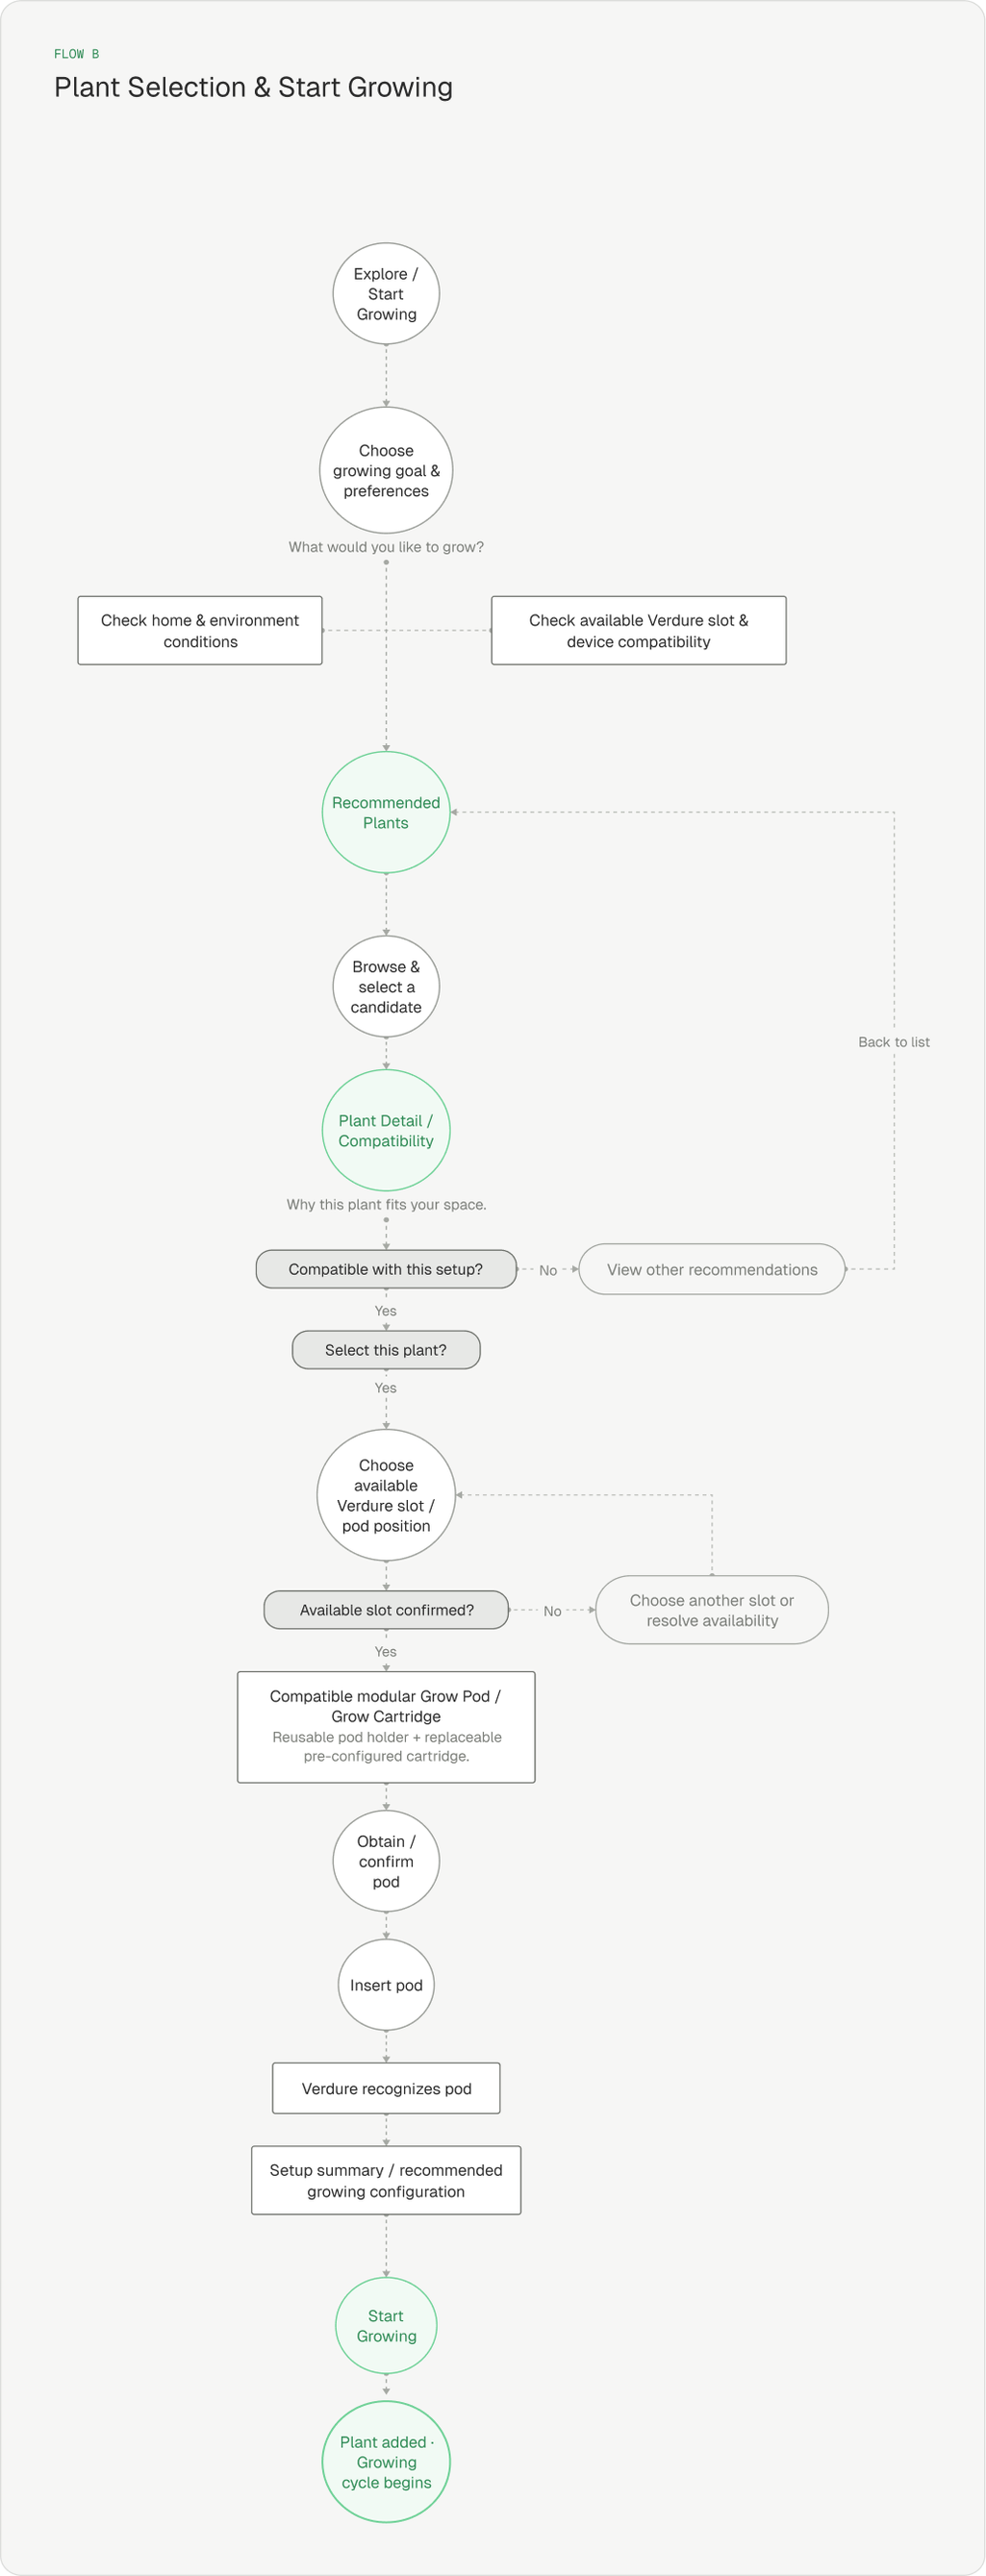 FLOW B
Plant Selection & Start Growing
Explore /
Start
Growing
Choose
growing goal &
preferences
What would you like to grow?
Check home & environment
conditions
Check available Verdure slot &
device compatibility
Recommended
Plants
Browse &
select a
candidate
Back to list
Plant Detail /
Compatibility
Why this plant fits your space.
Compatible with this setup?
No
View other recommendations
Yes
Select this plant?
Yes
Choose
available
Verdure slot /
pod position
Available slot confirmed?
No
Choose another slot or
resolve availability
Yes
Compatible modular Grow Pod /
Grow Cartridge
Reusable pod holder + replaceable
pre-configured cartridge.
Obtain /
confirm
pod
Insert pod
Verdure recognizes pod
Setup summary / recommended
growing configuration
Start
Growing
Plant added ·
Growing
cycle begins